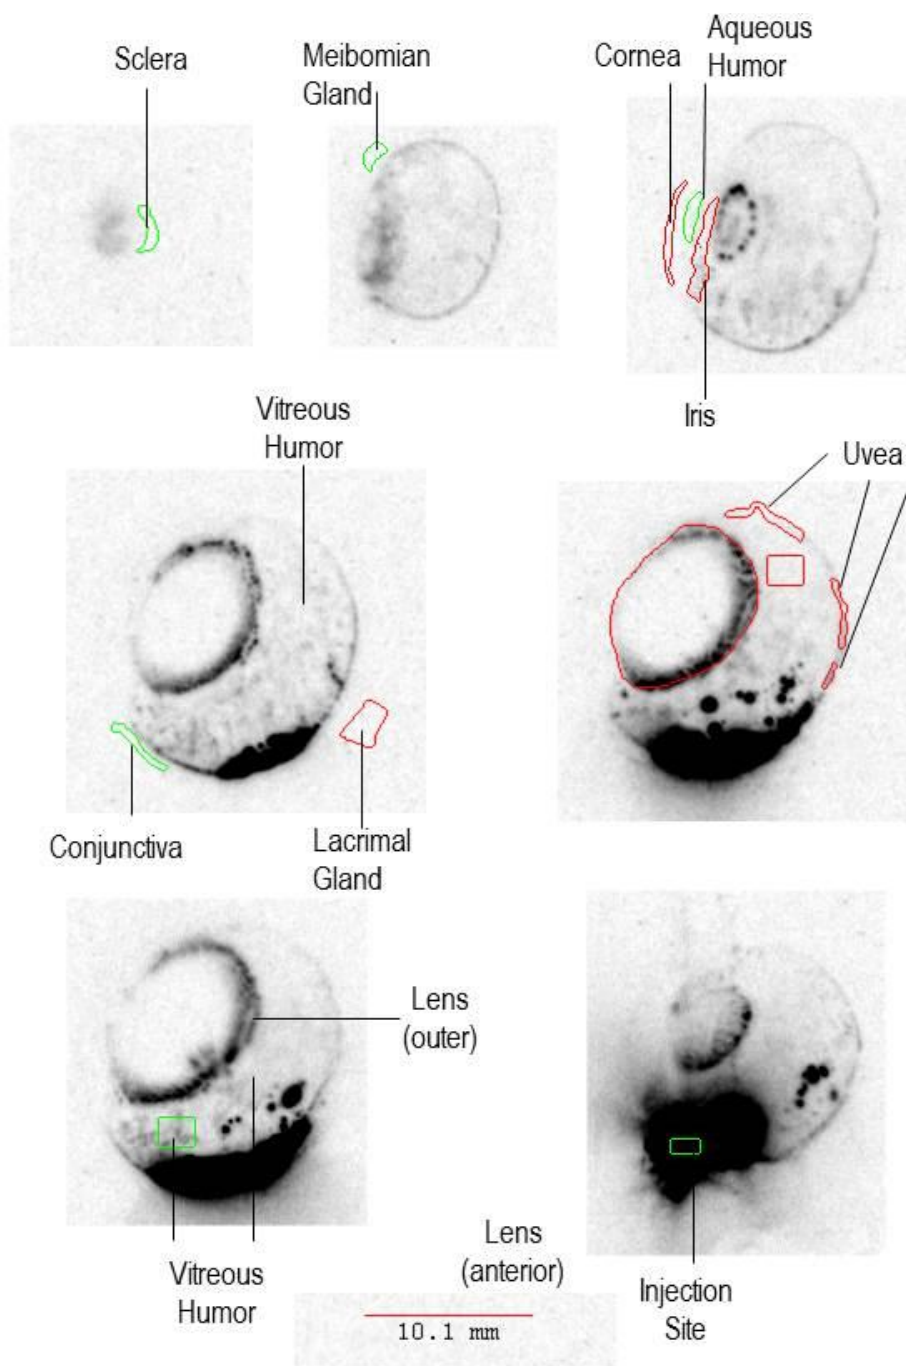 Sclera
Meibomian
Gland
Cornea
Aqueous
Humor
Iris
Vitreous
Humor
Uvea
Conjunctiva
Lacrimal
Gland
Lens
(outer)
Vitreous
Humor
Lens
(anterior)
Injection
Site
10.1 mm